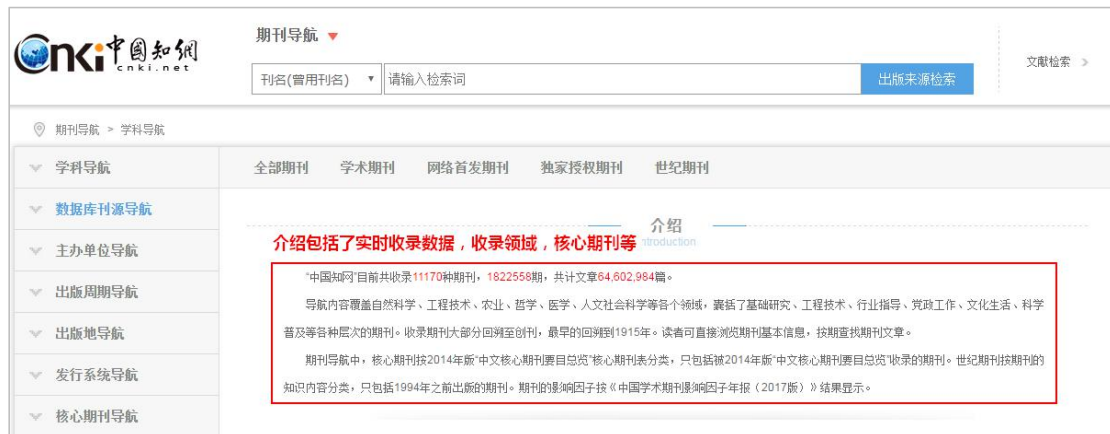 Cnki中国知网
cnki.net
期刊导航
刊名(曾用刊名)
请输入检索词
出版来源检索
文献检索
期刊导航 > 学科导航
学科导航
数据库刊源导航
主办单位导航
出版周期导航
出版地导航
发行系统导航
核心期刊导航
全部期刊 学术期刊 网络首发期刊 独家授权期刊 世纪期刊
介绍
介绍包括了实时收录数据，收录领域，核心期刊等
troduction
“中国知网”目前共收录11170种期刊，1822558期，共计文章64,602,984篇。
导航内容覆盖自然科学、工程技术、农业、哲学、医学、人文社会科学等各个领域，囊括了基础研究、工程技术、行业指导、党政工作、文化生活、科学
普及等各种层次的期刊。收录期刊大部分回溯至创刊，最早的回溯到1915年。读者可直接浏览期刊基本信息，按期查找期刊文章。
期刊导航中，核心期刊按2014年版“中文核心期刊要目总览”核心期刊表分类，只包括被2014年版“中文核心期刊要目总览”收录的期刊。世纪期刊按期刊的
知识内容分类，只包括1994年之前出版的期刊。期刊的影响因子按《中国学术期刊影响因子年报（2017版）》结果显示。